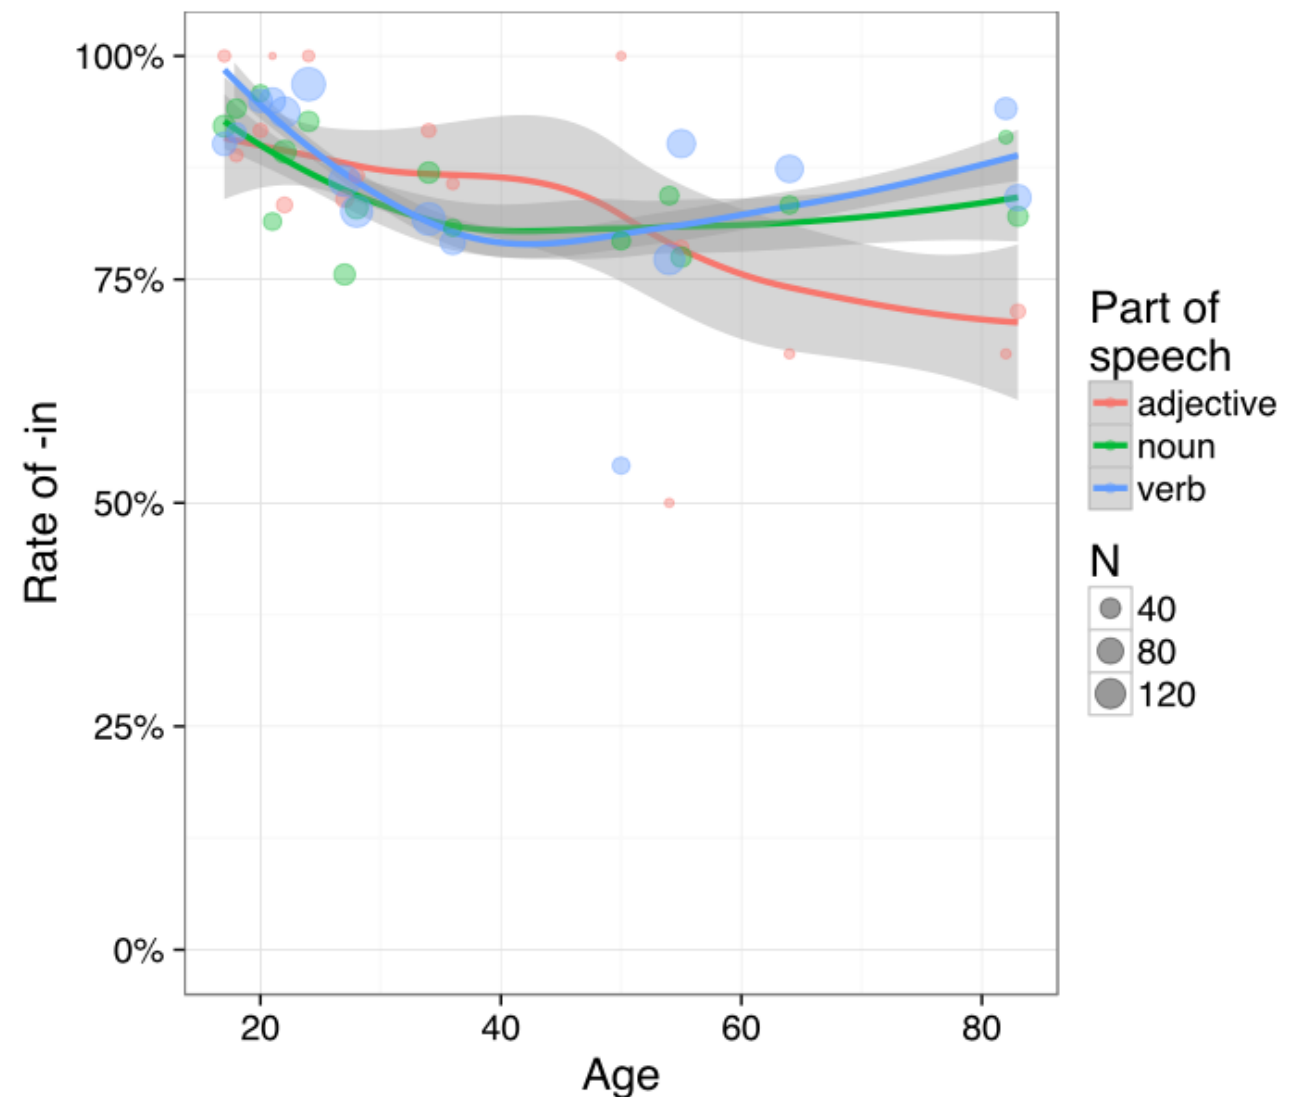 100%
75%
50%
25%
0%
Rate of -in
20 40 60 80
Age
Part of
speech
adjective
noun
verb
N
40
80
120